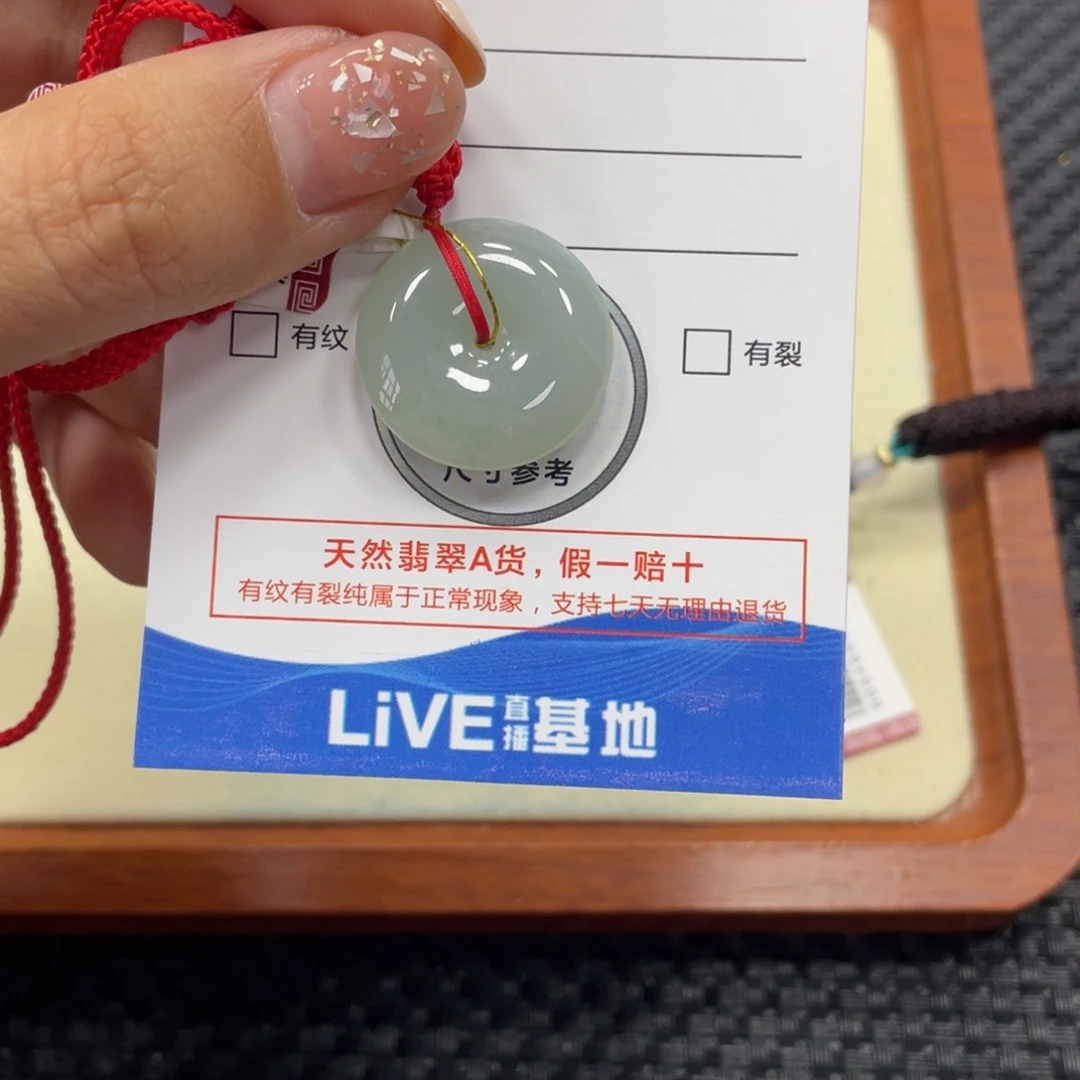 有纹
有裂
尺寸参考
天然翡翠A货，假一赔十
有纹有裂纯属于正常现象，支持七天无理由退货
LiVE直播基地